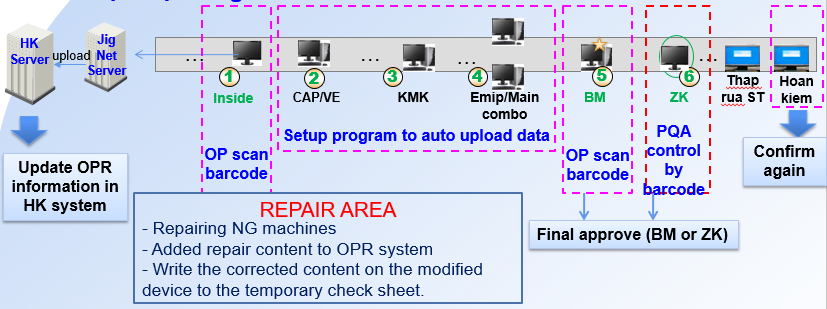 HK
Server
upload
Jig
Net
Server
...
1
Inside
2
CAP/VE
...
3
KMK
...
4
Emip/Main
combo
5
BM
6
ZK
...
Thap
rua ST
Hoan
kiem
Setup program to auto upload data
OP scan
barcode
OP scan
barcode
PQA
control
by
barcode
Update OPR
information in
HK system
Confirm
again
REPAIR AREA
- Repairing NG machines
- Added repair content to OPR system
- Write the corrected content on the modified
device to the temporary check sheet.
Final approve (BM or ZK)